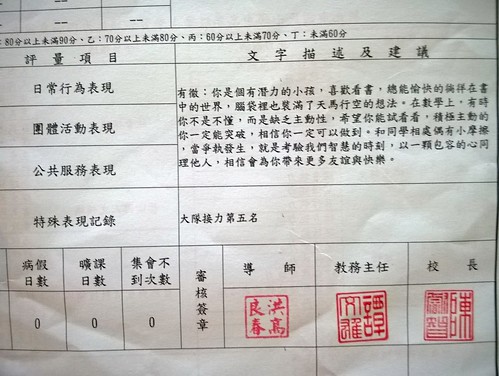 --
--
--
：80分以上未滿90分、乙：70分以上未滿80分、丙：60分以上未滿70分、丁：未滿60分
評量項目
文字描述及建議
日常行為表現
團體活動表現
公共服務表現
有徵：你是個有潛力的小孩，喜歡看書，總能愉快的徜徉在書
中的世界，腦袋裡也裝滿了天馬行空的想法。在數學上，有時
你不是不懂，而是缺乏主動性，希望你能試看看，積極主動的
你一定能突破，相信你一定可以做到。和同學相處偶有小摩擦
，當爭執發生，就是考驗我們智慧的時刻，以一顆包容的心同
理他人，相信會為你帶來更多友誼與快樂。
特殊表現記錄
大隊接力第五名
病假日數
曠課日數
集會不到次數
審核簽章
導師
教務主任
校長
0
0
0
洪高良春
譚
陳